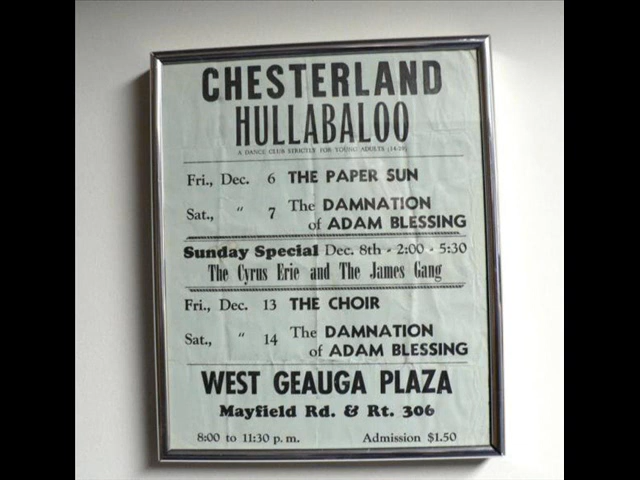 CHESTERLAND
HULLABALOO
A DANCE CLUB STRICTLY FOR YOUNG ADULTS (14-20)
Fri., Dec. 6 THE PAPER SUN
Sat., " 7 The DAMNATION
of ADAM BLESSING
Sunday Special Dec. 8th - 2:00 - 5:30
The Cyrus Erie and The James Gang
Fri., Dec. 13 THE CHOIR
Sat., " 14 The DAMNATION
of ADAM BLESSING
WEST GEAUGA PLAZA
Mayfield Rd. & Rt. 306
8:00 to 11:30 p. m. Admission $1.50